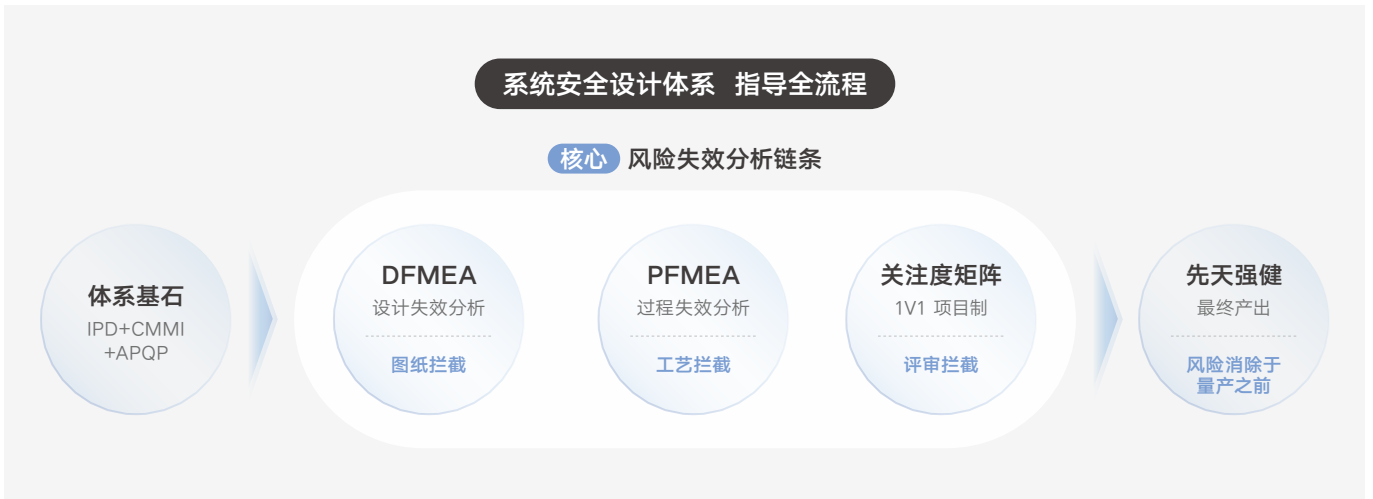 系统安全设计体系 指导全流程
核心 风险失效分析链条
体系基石
IPD+CMMI
+APQP
DFMEA
设计失效分析
图纸拦截
PFMEA
过程失效分析
工艺拦截
关注度矩阵
1V1 项目制
评审拦截
先天强健
最终产出
风险消除于
量产之前